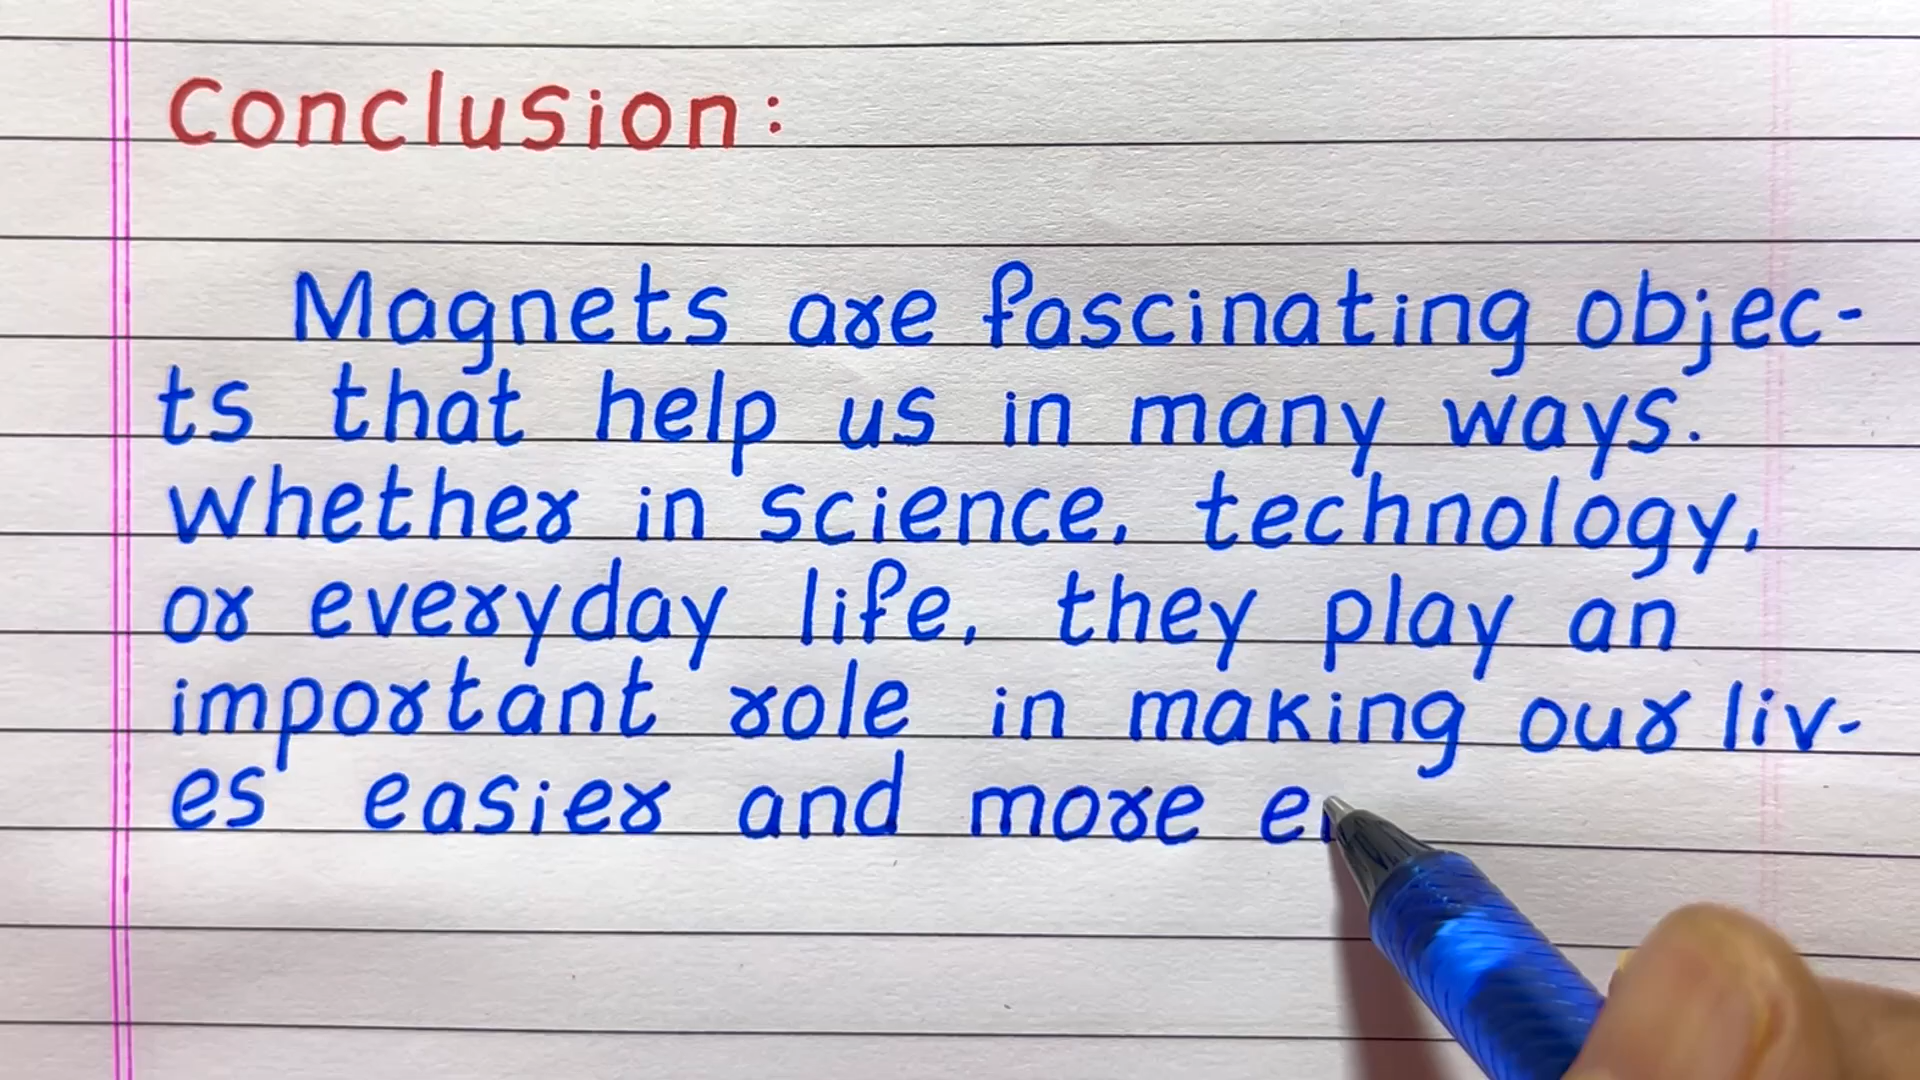 Conclusion:
Magnets are fascinating objec-
ts that help us in many ways.
Whether in science, technology,
or everyday life, they play an
important role in making our liv-
es easier and more e